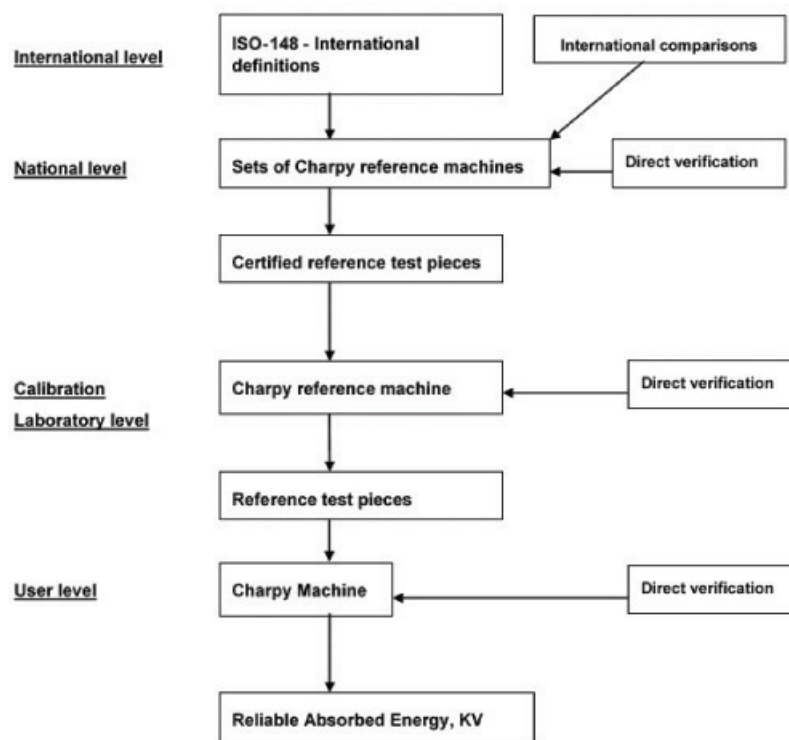 International level
ISO-148 - International
definitions
International comparisons
National level
Sets of Charpy reference machines
Direct verification
Certified reference test pieces
Calibration
Laboratory level
Charpy reference machine
Direct verification
Reference test pieces
User level
Charpy Machine
Direct verification
Reliable Absorbed Energy, KV